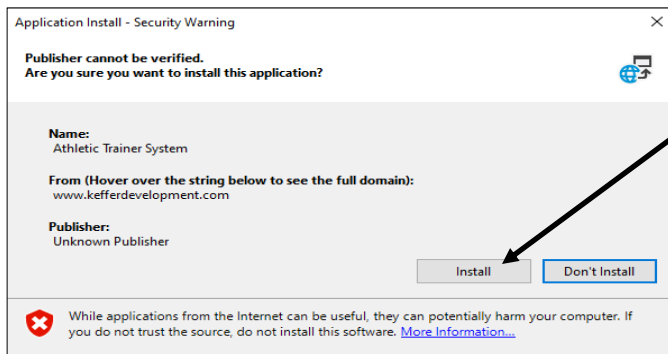 Application Install - Security Warning
Publisher cannot be verified.
Are you sure you want to install this application?
Name:
Athletic Trainer System
From (Hover over the string below to see the full domain):
www.kefferdevelopment.com
Publisher:
Unknown Publisher
Install
Don't Install
While applications from the Internet can be useful, they can potentially harm your computer. If
you do not trust the source, do not install this software. More Information...